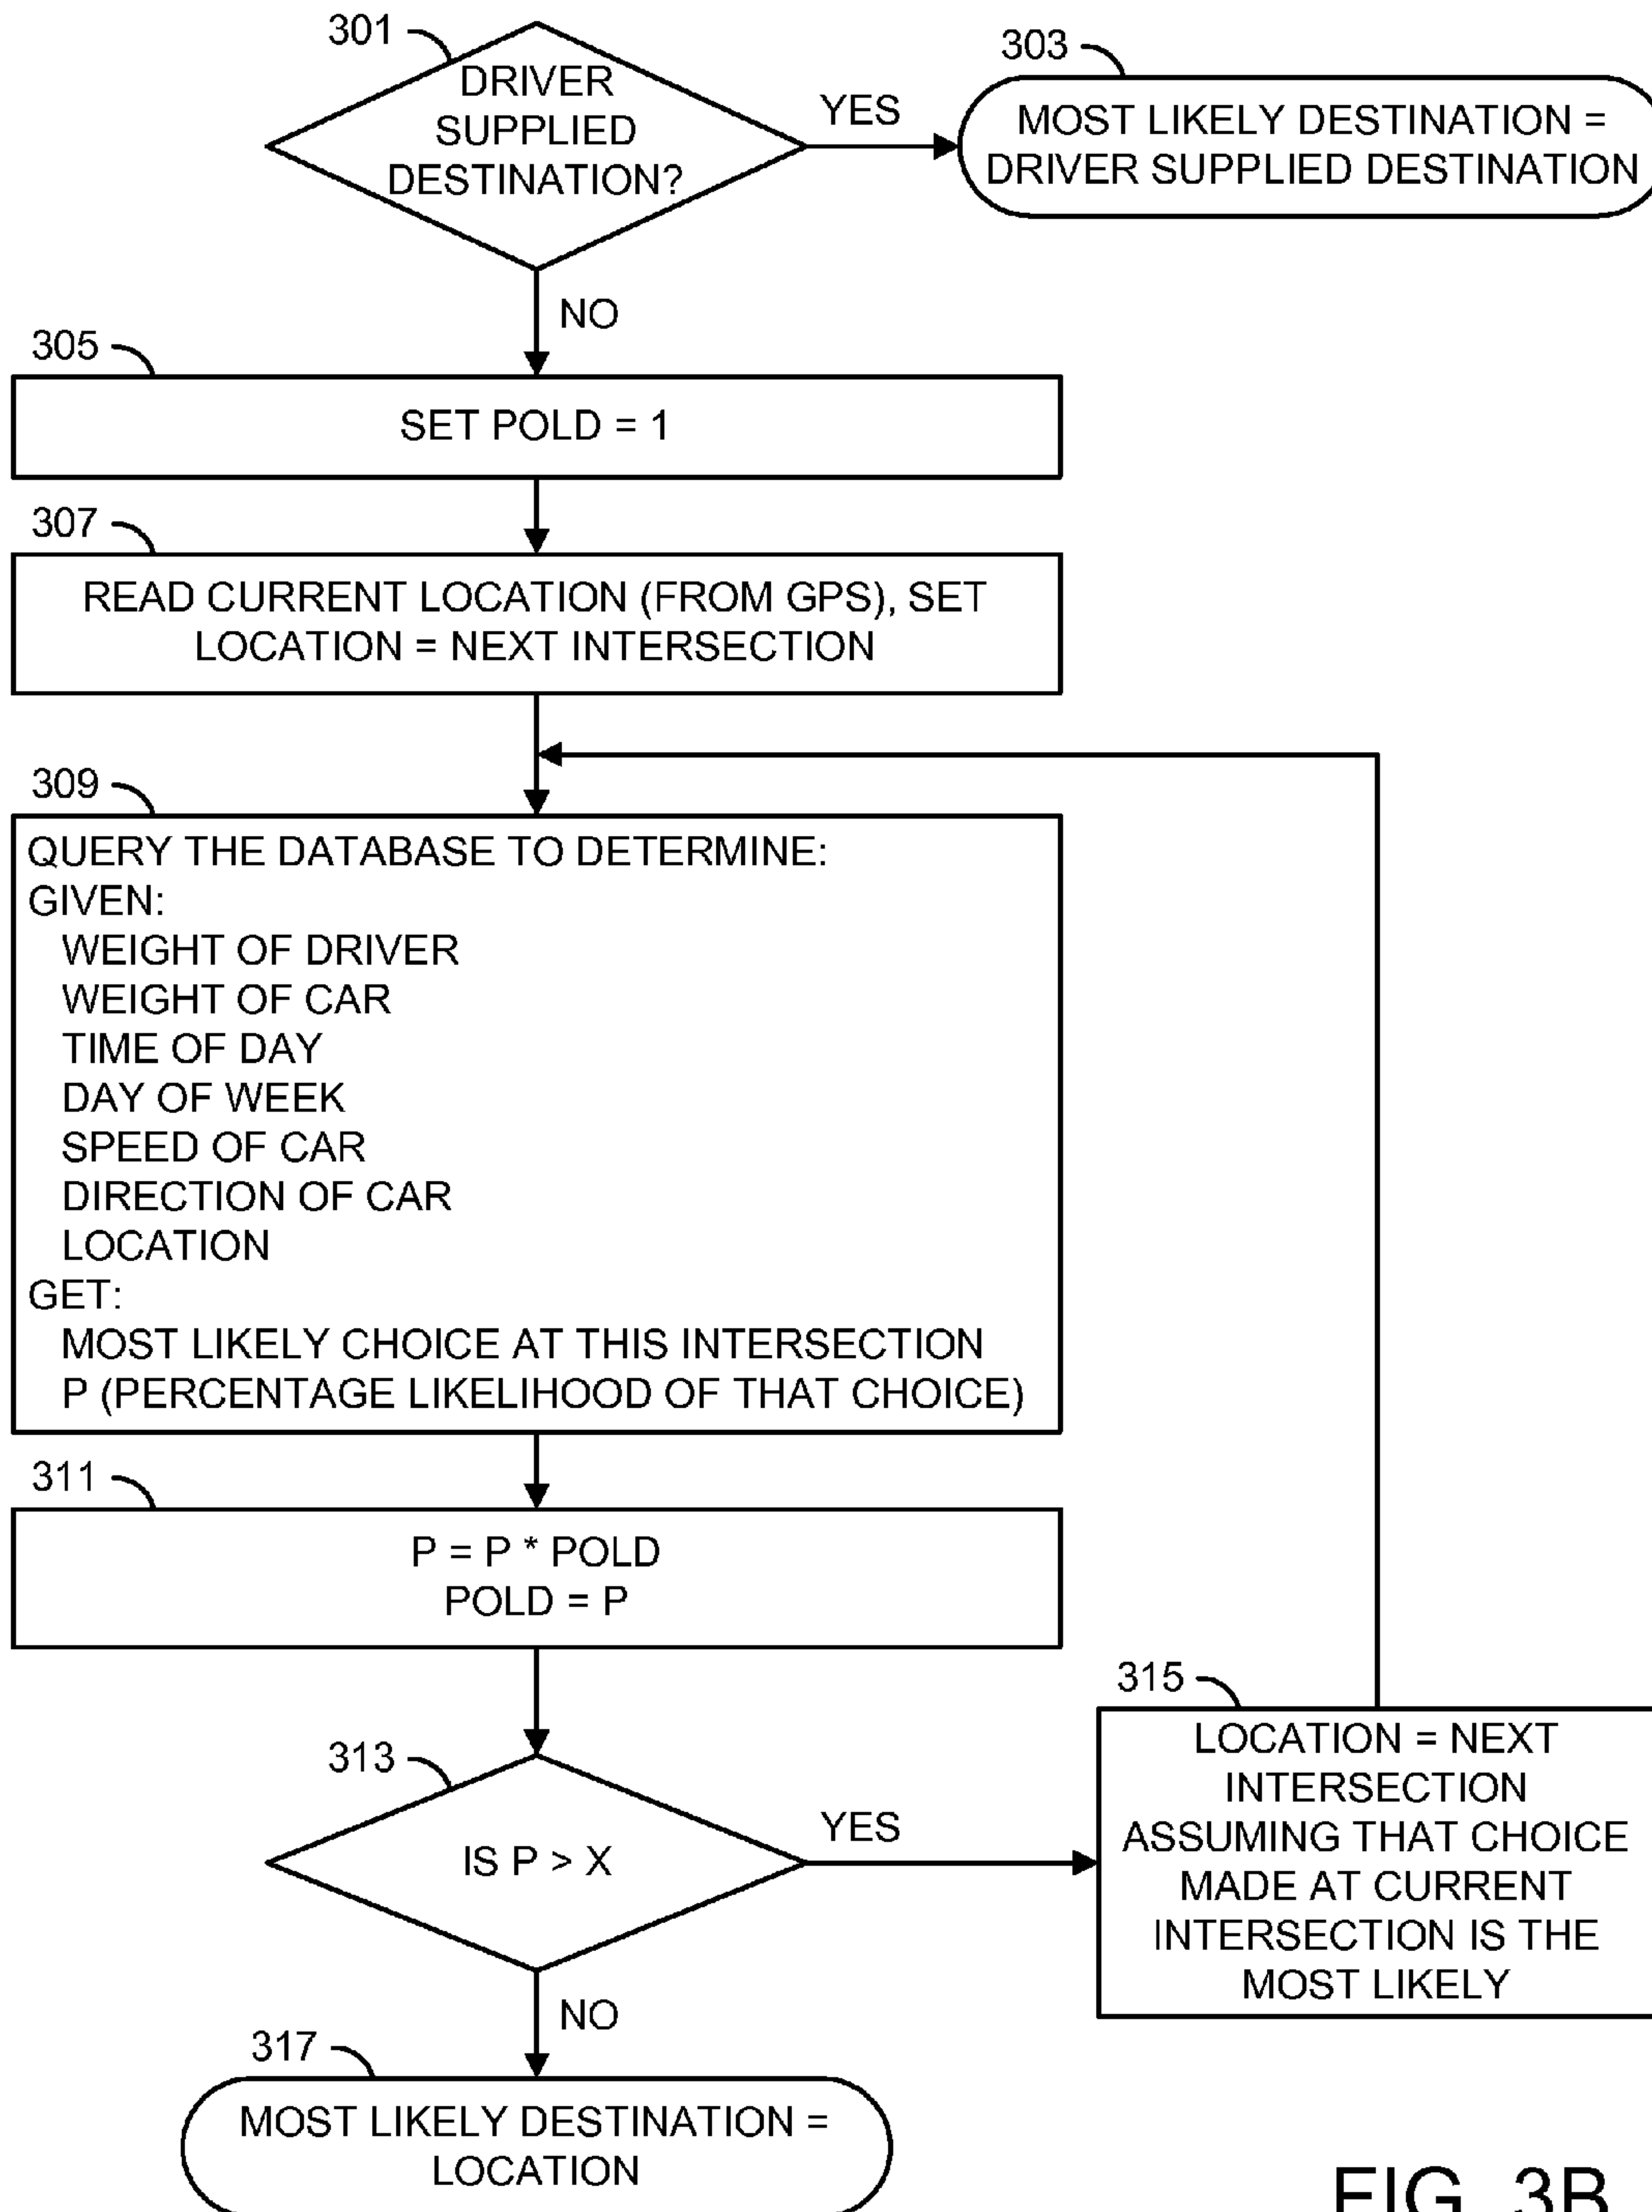 301
DRIVER
SUPPLIED
DESTINATION?
YES
303
MOST LIKELY DESTINATION =
DRIVER SUPPLIED DESTINATION
NO
305
SET POLD = 1
307
READ CURRENT LOCATION (FROM GPS), SET
LOCATION = NEXT INTERSECTION
309
QUERY THE DATABASE TO DETERMINE:
GIVEN:
WEIGHT OF DRIVER
WEIGHT OF CAR
TIME OF DAY
DAY OF WEEK
SPEED OF CAR
DIRECTION OF CAR
LOCATION
GET:
MOST LIKELY CHOICE AT THIS INTERSECTION
P (PERCENTAGE LIKELIHOOD OF THAT CHOICE)
311
P = P * POLD
POLD = P
313
IS P > X
YES
315
LOCATION = NEXT
INTERSECTION
ASSUMING THAT CHOICE
MADE AT CURRENT
INTERSECTION IS THE
MOST LIKELY
NO
317
MOST LIKELY DESTINATION =
LOCATION
FIG. 3B